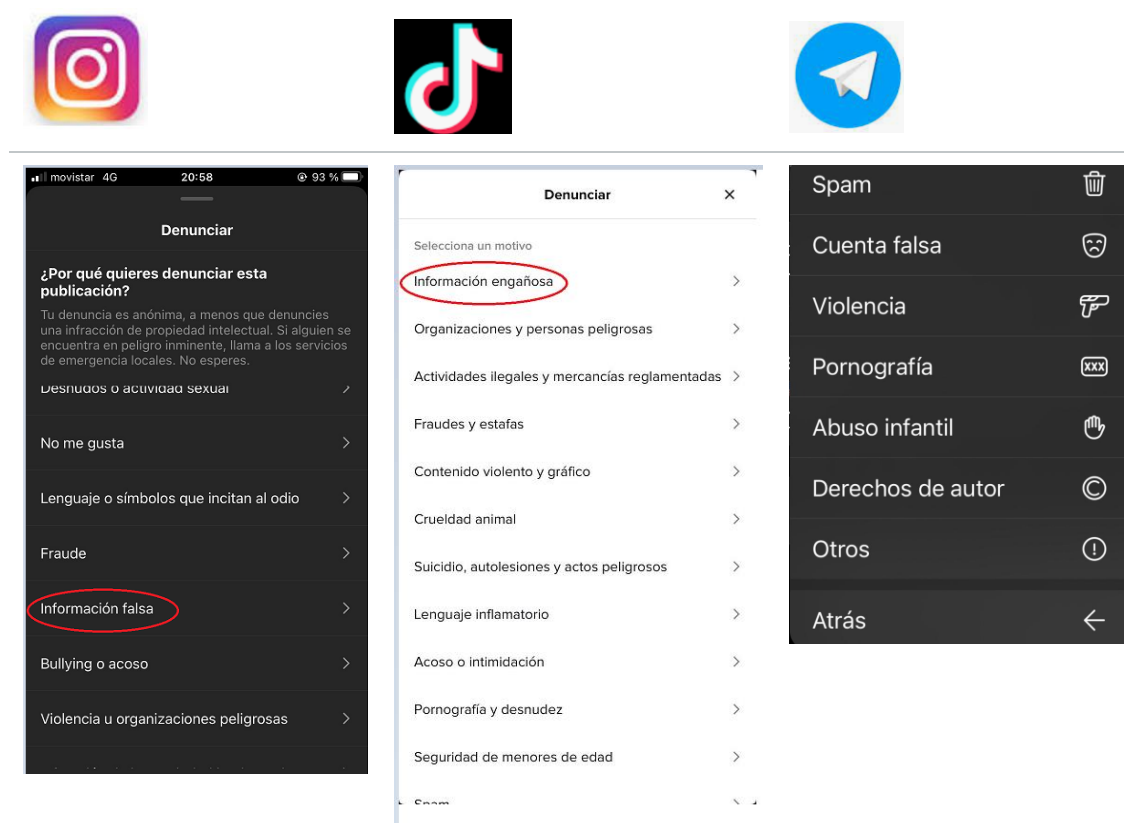 movistar 4G 20:58 93 %
Denunciar
¿Por qué quieres denunciar esta
publicación?
Tu denuncia es anónima, a menos que denuncies
una infracción de propiedad intelectual. Si alguien se
encuentra en peligro inminente, llama a los servicios
de emergencia locales. No esperes.
Desnudos o actividad sexual
No me gusta
Lenguaje o símbolos que incitan al odio
Fraude
Información falsa
Bullying o acoso
Violencia u organizaciones peligrosas
Denunciar
Selecciona un motivo
Información engañosa
Organizaciones y personas peligrosas
Actividades ilegales y mercancías reglamentadas
Fraudes y estafas
Contenido violento y gráfico
Crueldad animal
Suicidio, autolesiones y actos peligrosos
Lenguaje inflamatorio
Acoso o intimidación
Pornografía y desnudez
Seguridad de menores de edad
Spam
Spam
Cuenta falsa
Violencia
Pornografía
XXX
Abuso infantil
Derechos de autor
Otros
Atrás